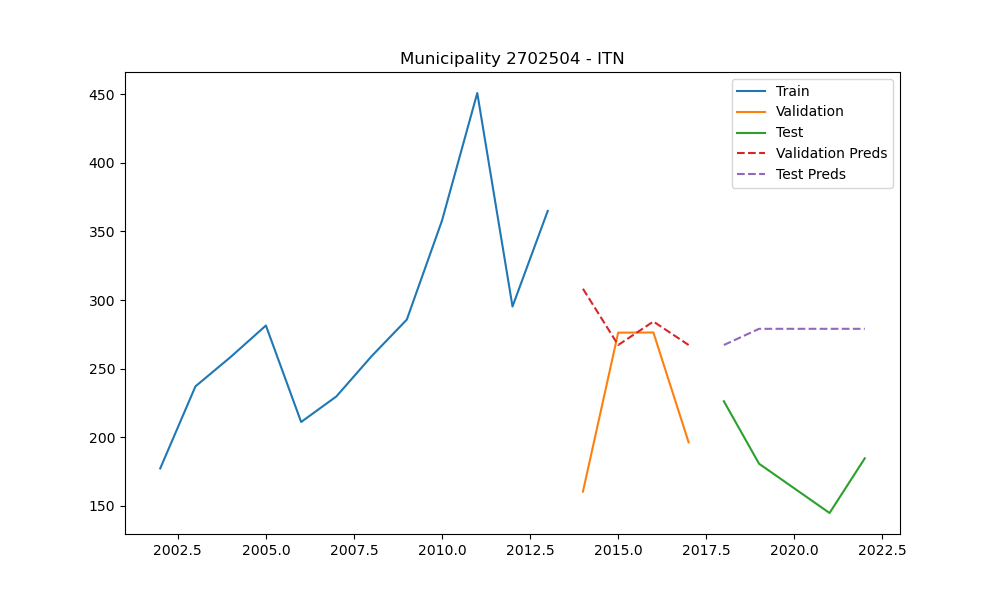 Municipality 2702504 - ITN
450
400
350
300
250
200
150
2002.5 2005.0 2007.5 2010.0 2012.5 2015.0 2017.5 2020.0 2022.5
Train
Validation
Test
Validation Preds
Test Preds